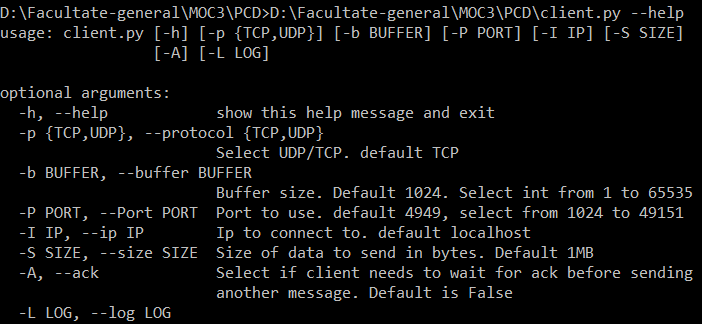 D:\Facultate-general\MOC3\PCD>D:\Facultate-general\MOC3\PCD\client.py --help
usage: client.py [-h] [-p {TCP,UDP}] [-b BUFFER] [-P PORT] [-I IP] [-S SIZE]
                 [-A] [-L LOG]

optional arguments:
  -h, --help            show this help message and exit
  -p {TCP,UDP}, --protocol {TCP,UDP}
                        Select UDP/TCP. default TCP
  -b BUFFER, --buffer BUFFER
                        Buffer size. Default 1024. Select int from 1 to 65535
  -P PORT, --Port PORT  Port to use. default 4949, select from 1024 to 49151
  -I IP, --ip IP        Ip to connect to. default localhost
  -S SIZE, --size SIZE  Size of data to send in bytes. Default 1MB
  -A, --ack             Select if client needs to wait for ack before sending
                        another message. Default is False
  -L LOG, --log LOG